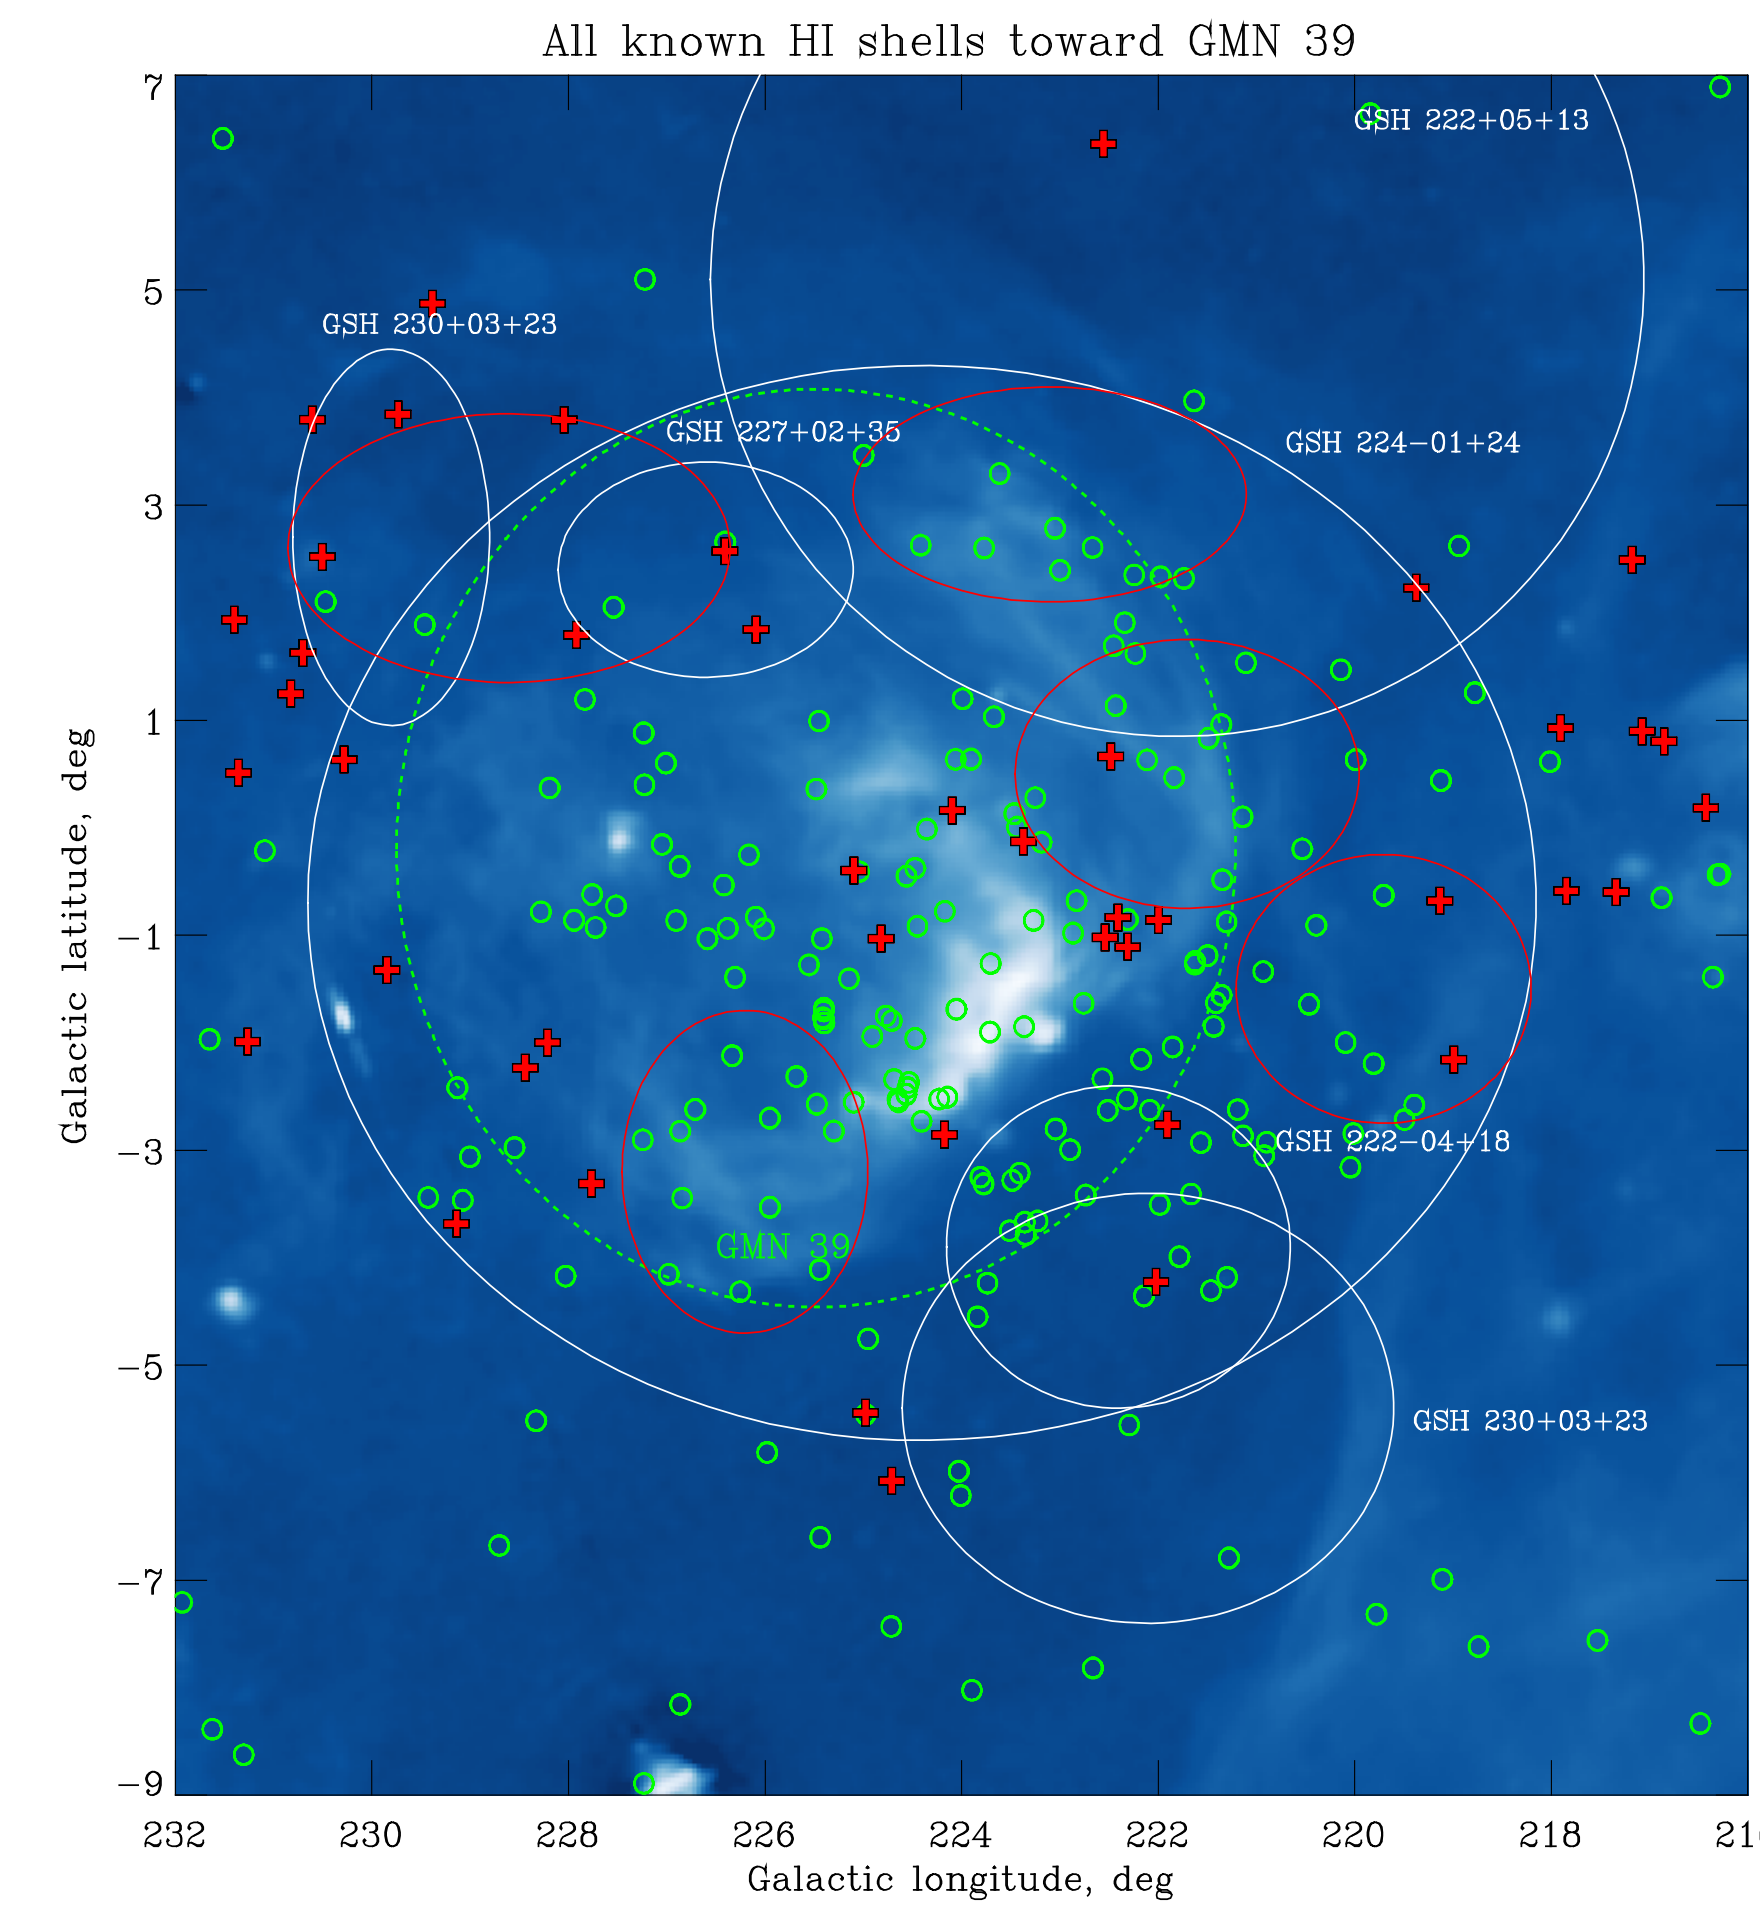 All known HI shells toward GMN 39
7
GSH 222+05+13
5
GSH 230+03+23
GSH 227+02+35
GSH 224−01+24
3
1
Galactic latitude, deg
−1
−3
GSH 222−04+18
GMN 39
−5
GSH 230+03+23
−7
−9
232 230 228 226 224 222 220 218 21
Galactic longitude, deg